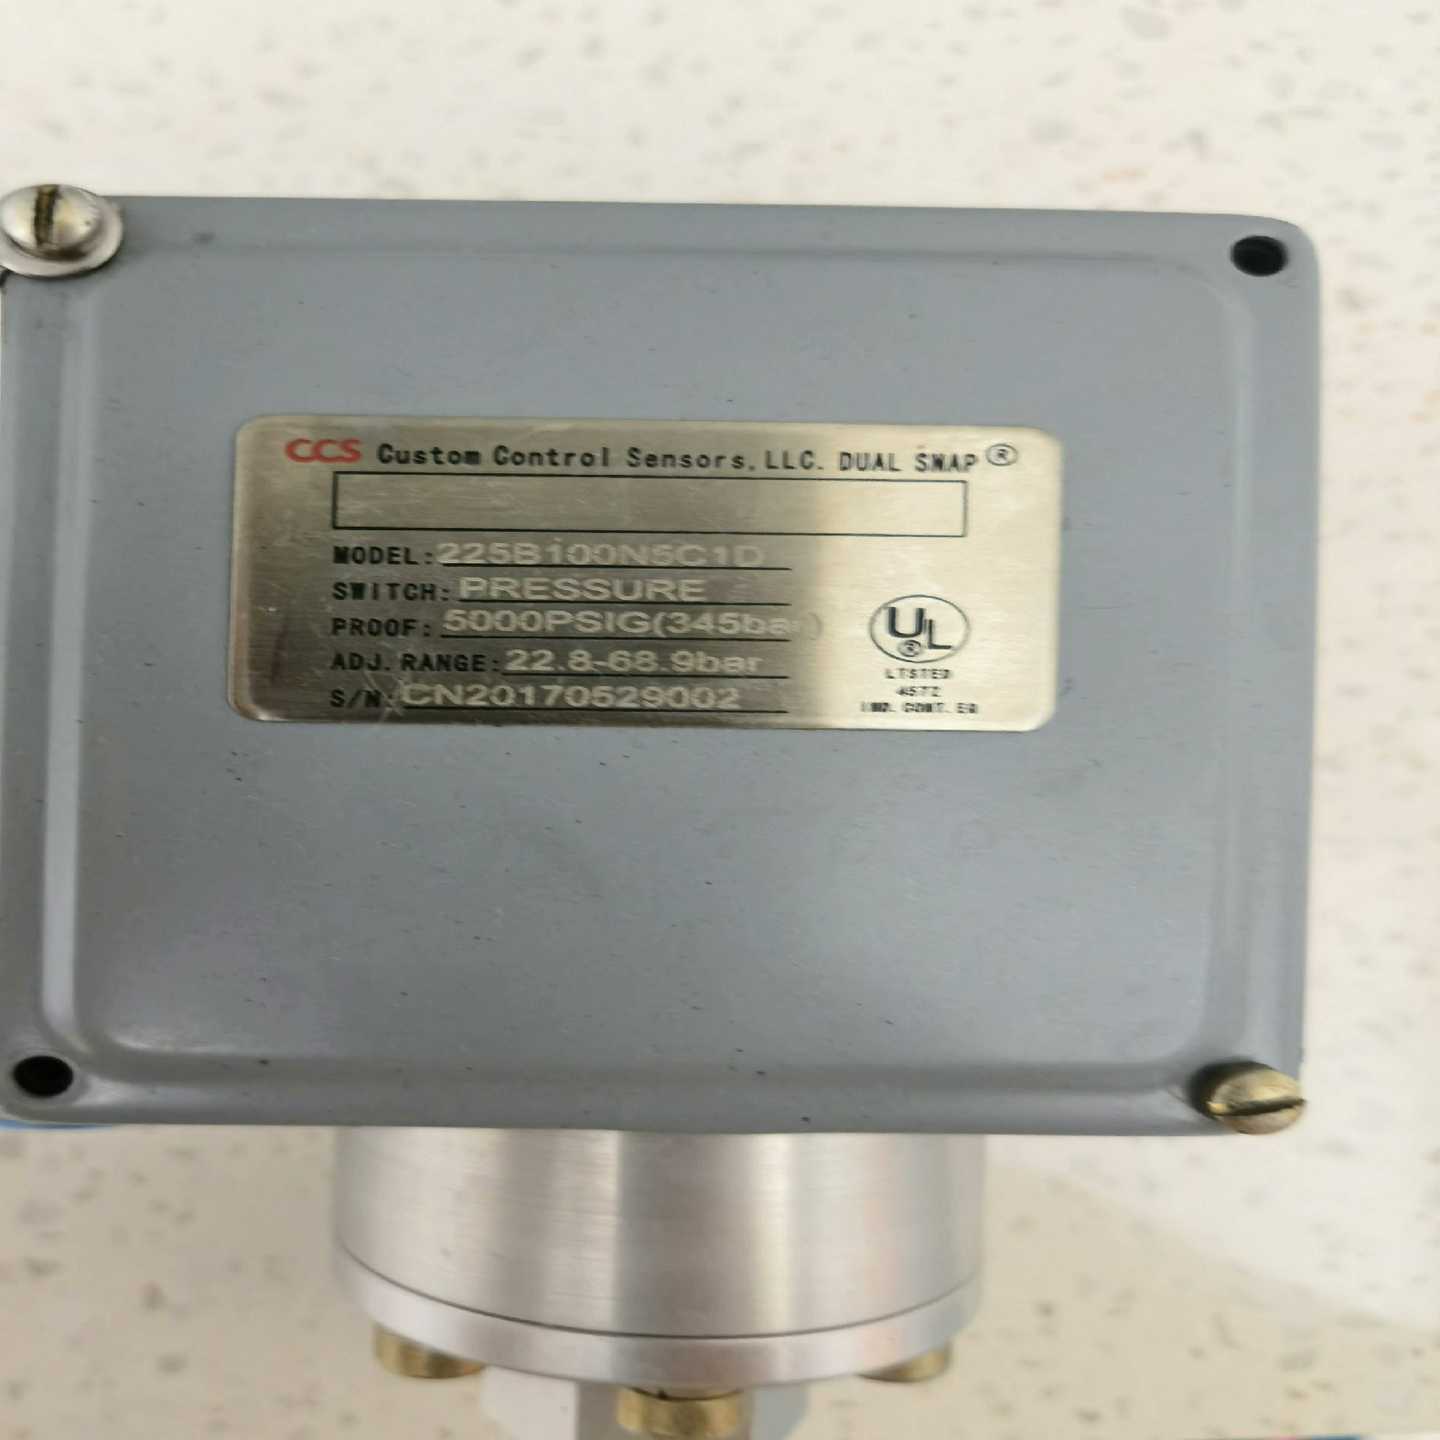 CCS Custom Control Sensors, LLC. DUAL SNAP ®
MODEL: 225B100N5C1D
SWITCH: PRESSURE
PROOF: 5000PSIG(345bar)
ADJ. RANGE: 22.8-68.9bar
S/N: CN20170529002
UL ®
LISTED
4572
IND. CONT. EQ